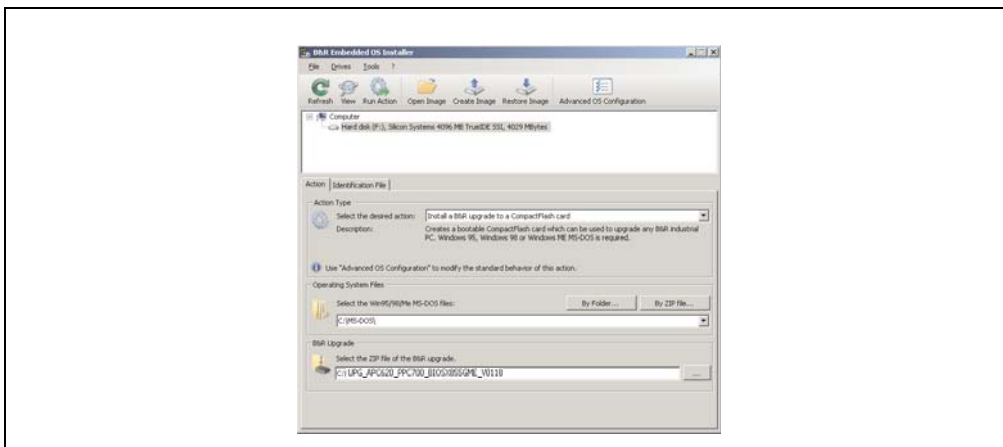 B&R Embedded OS Installer
File Drives Tools ?
Refresh View Run Action Open Image Create Image Restore Image Advanced OS Configuration
Computer
Hard disk (F:), Silicon Systems 4096 MB TrueIDE SSI, 4029 MBytes
Action Identification File
Action Type
Select the desired action: Install a B&R upgrade to a CompactFlash card
Description: Creates a bootable CompactFlash card which can be used to upgrade any B&R industrial
PC. Windows 95, Windows 98 or Windows ME MS-DOS is required.
Use "Advanced OS Configuration" to modify the standard behavior of this action.
Operating System Files
Select the Win95/98/Me MS-DOS files: By Folder... By ZIP file...
C:\MS-DOS\
B&R Upgrade
Select the ZIP file of the B&R upgrade.
c:\UPG_APC620_PPC700_BIOSX855GME_V0118
...